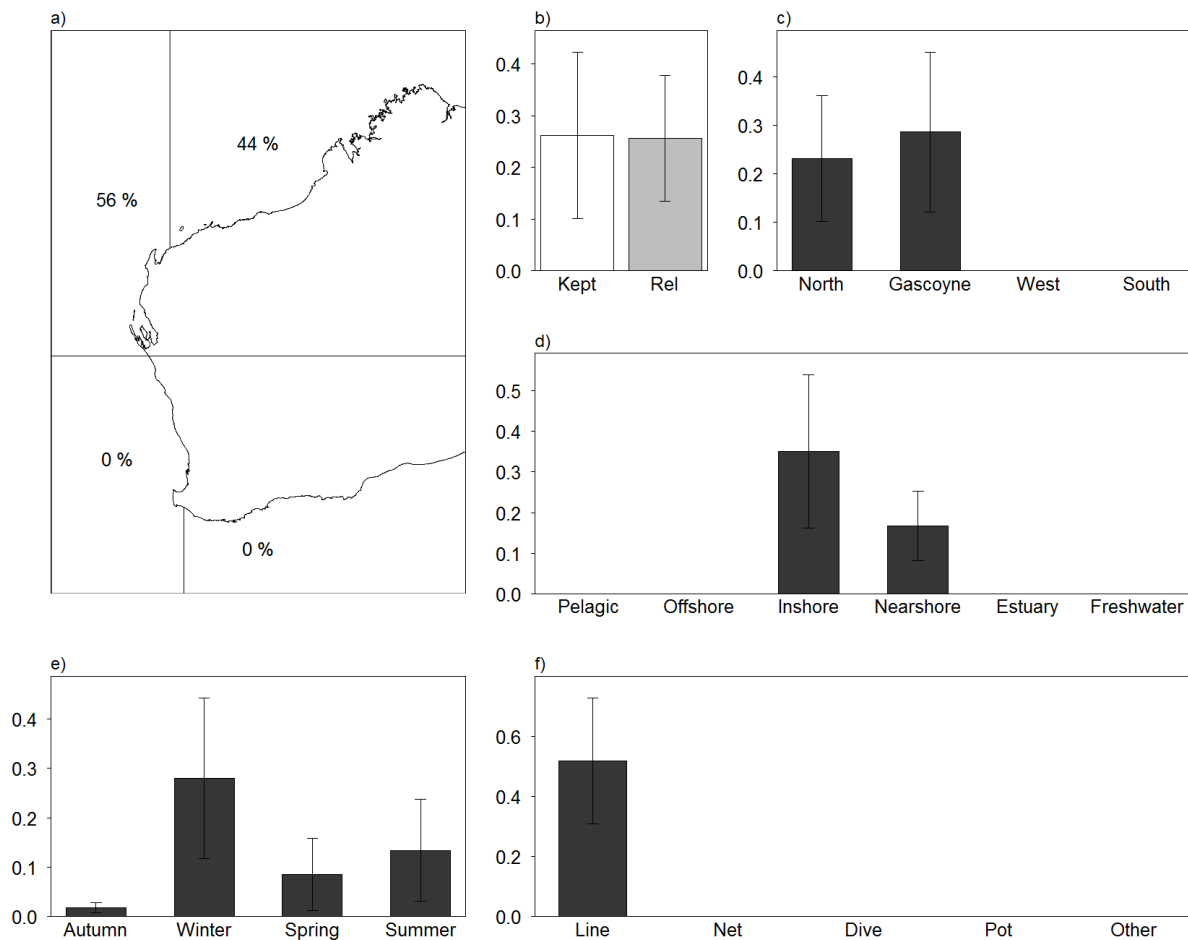 a)
44 %
56 %
0 %
0 %
b)
0.4
0.3
0.2
0.1
0.0
Kept Rel
c)
0.4
0.3
0.2
0.1
0.0
North Gascoyne West South
d)
0.5
0.4
0.3
0.2
0.1
0.0
Pelagic Offshore Inshore Nearshore Estuary Freshwater
e)
0.4
0.3
0.2
0.1
0.0
Autumn Winter Spring Summer
f)
0.6
0.4
0.2
0.0
Line Net Dive Pot Other